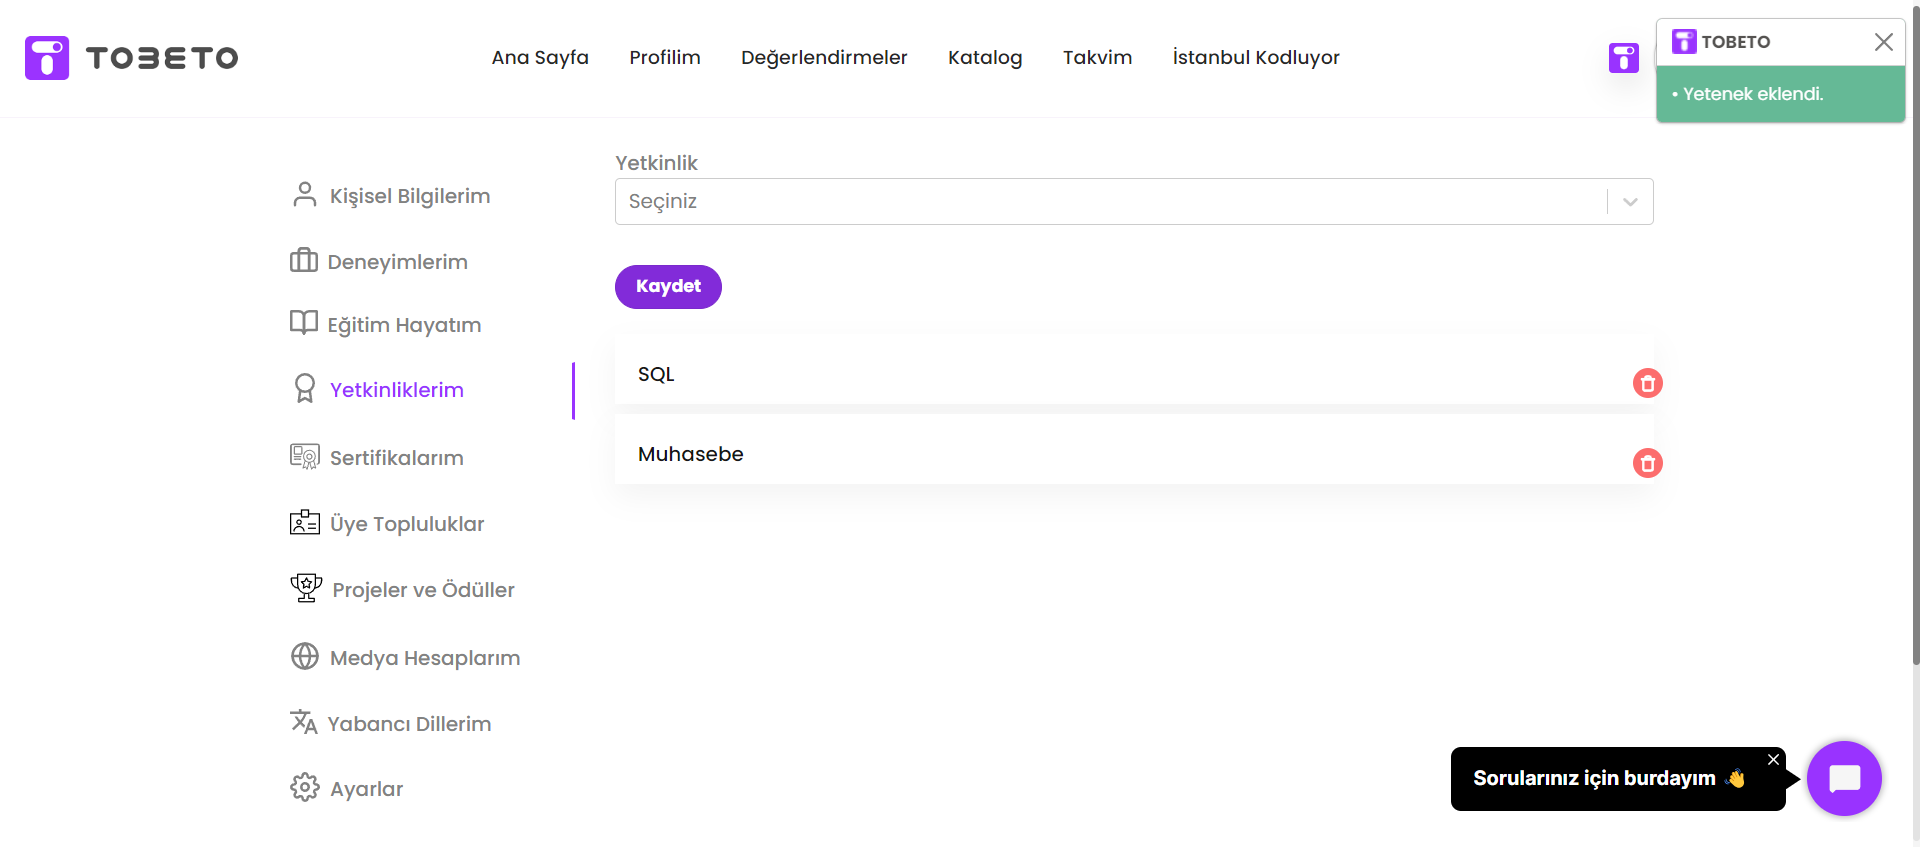 TOBETO
Ana Sayfa
Profilim
Değerlendirmeler
Katalog
Takvim
İstanbul Kodluyor
TOBETO
• Yetenek eklendi.
Kişisel Bilgilerim
Deneyimlerim
Eğitim Hayatım
Yetkinliklerim
Sertifikalarım
Üye Topluluklar
Projeler ve Ödüller
Medya Hesaplarım
Yabancı Dillerim
Ayarlar
Yetkinlik
Seçiniz
Kaydet
SQL
Muhasebe
Sorularınız için burdayım 👋